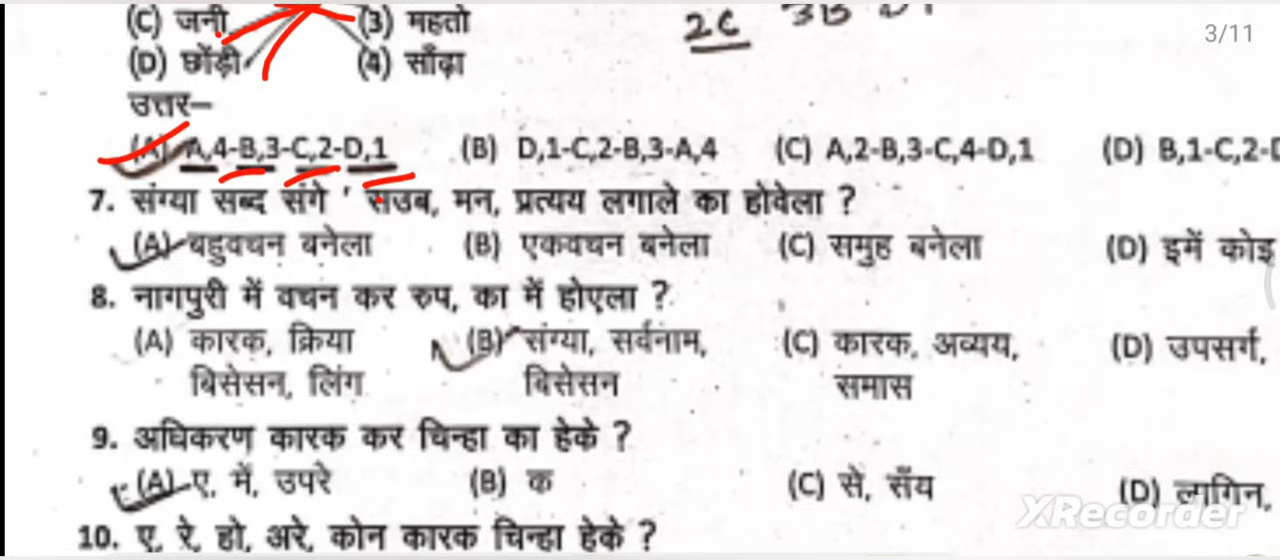 (C) जनी (3) महतो 2C 3B
3/11
(D) छोंड़ी (4) साँढ़ा
उत्तर–
(A) A,4-B,3-C,2-D,1 (B) D,1-C,2-B,3-A,4 (C) A,2-B,3-C,4-D,1 (D) B,1-C,2-D
7. संग्या सब्द संगे ' सउब, मन, प्रत्यय लगाले का होवेला ?
(A) बहुवचन बनेला (B) एकवचन बनेला (C) समुह बनेला (D) इमें कोइ
8. नागपुरी में वचन कर रुप, का में होएला ?
(A) कारक, क्रिया (B) संग्या, सर्वनाम, (C) कारक, अव्यय, (D) उपसर्ग,
बिसेसन, लिंग बिसेसन समास
9. अधिकरण कारक कर चिन्हा का हेके ?
(A) ए, में, उपरे (B) क (C) से, सँय (D) लागिन,
XRecorder
10. ए, रे, हो, अरे, कोन कारक चिन्हा हेके ?